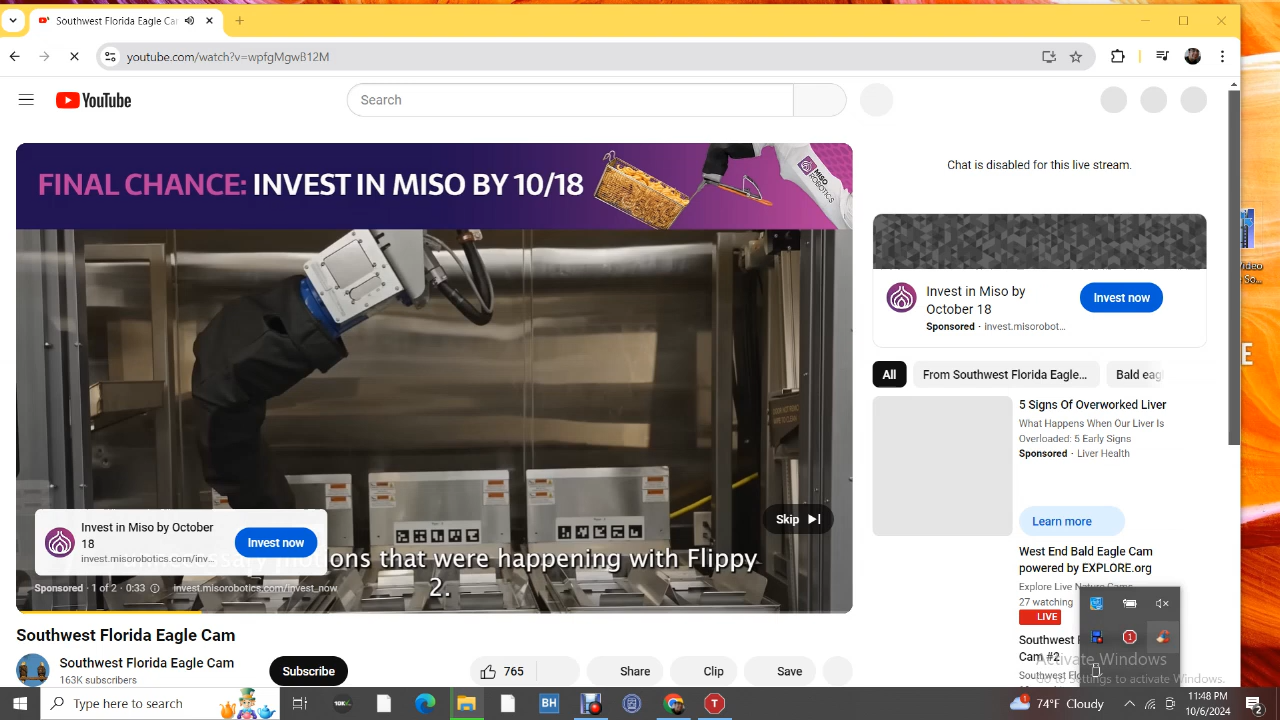 Southwest Florida Eagle Ca
youtube.com/watch?v=wpfgMgwB12M
YouTube
Search
FINAL CHANCE: INVEST IN MISO BY 10/18
MISO
ROBOTICS
Chat is disabled for this live stream.
Invest in Miso by
October 18
Sponsored · invest.misorobot...
Invest now
All
From Southwest Florida Eagle...
Bald eag
5 Signs Of Overworked Liver
What Happens When Our Liver Is
Overloaded: 5 Early Signs
Sponsored · Liver Health
Learn more
Skip
Invest in Miso by October
18
invest.misorobotics.com/inv...
Invest now
motions that were happening with Flippy
2.
Sponsored · 1 of 2 · 0:33
invest.misorobotics.com/invest_now
West End Bald Eagle Cam
powered by EXPLORE.org
Explore Live Nature Cams
27 watching
LIVE
Southwest
Cam #2
Southwest Fl
Southwest Florida Eagle Cam
Southwest Florida Eagle Cam
163K subscribers
Subscribe
765
Share
Clip
Save
Activate Windows
Go to Settings to activate Windows.
Video
So...
E
Type here to search
10K
BH
74°F Cloudy
11:48 PM
10/6/2024
2